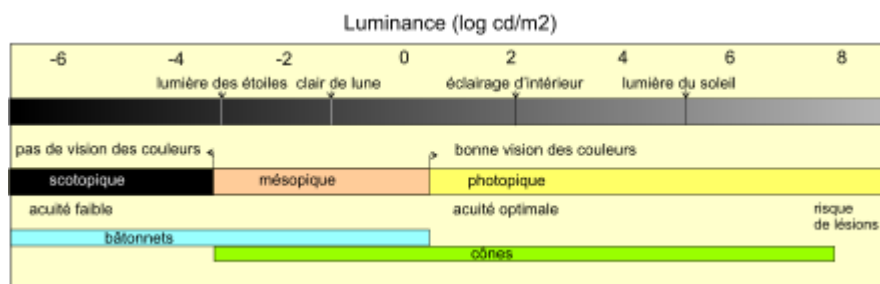 Luminance (log cd/m2)
-6 -4 -2 0 2 4 6 8
lumière des étoiles clair de lune éclairage d'intérieur lumière du soleil
pas de vision des couleurs bonne vision des couleurs
scotopique mésopique photopique
acuité faible acuité optimale risque
de lésions
bâtonnets
cônes